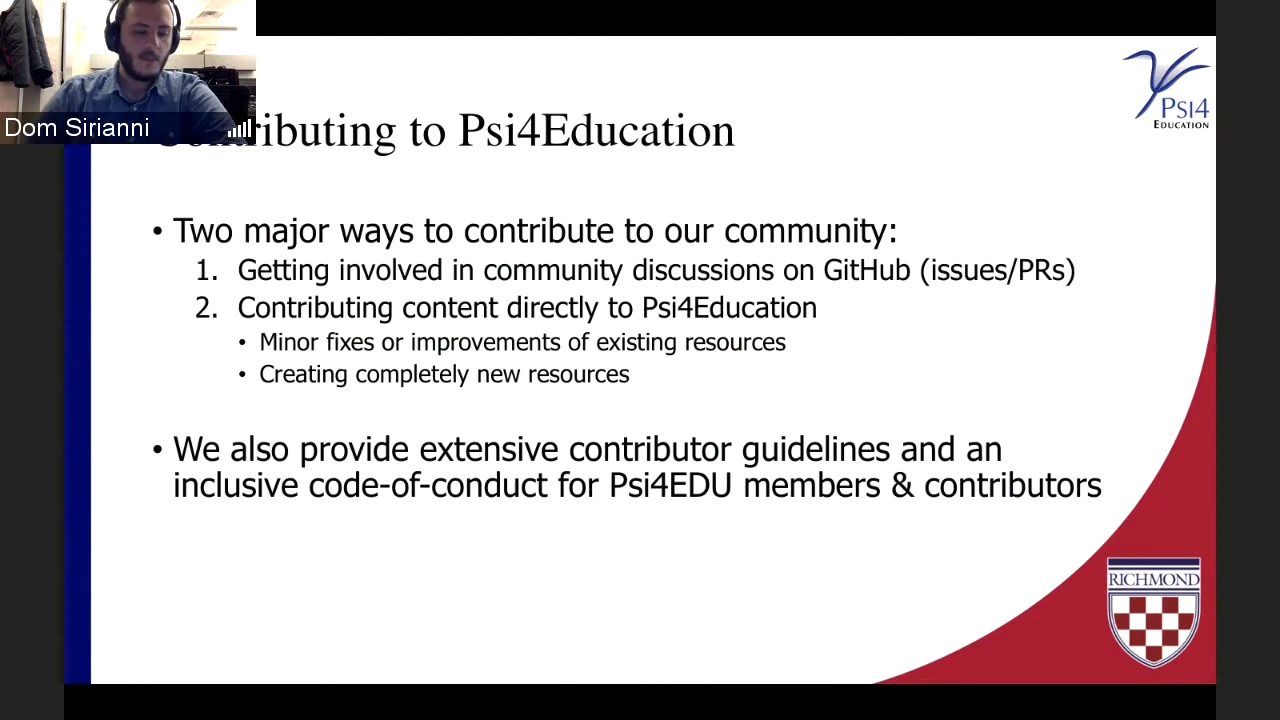 Dom Sirianni
Contributing to Psi4Education
PSI4
EDUCATION
• Two major ways to contribute to our community:
1. Getting involved in community discussions on GitHub (issues/PRs)
2. Contributing content directly to Psi4Education
• Minor fixes or improvements of existing resources
• Creating completely new resources
• We also provide extensive contributor guidelines and an
inclusive code-of-conduct for Psi4EDU members & contributors
RICHMOND